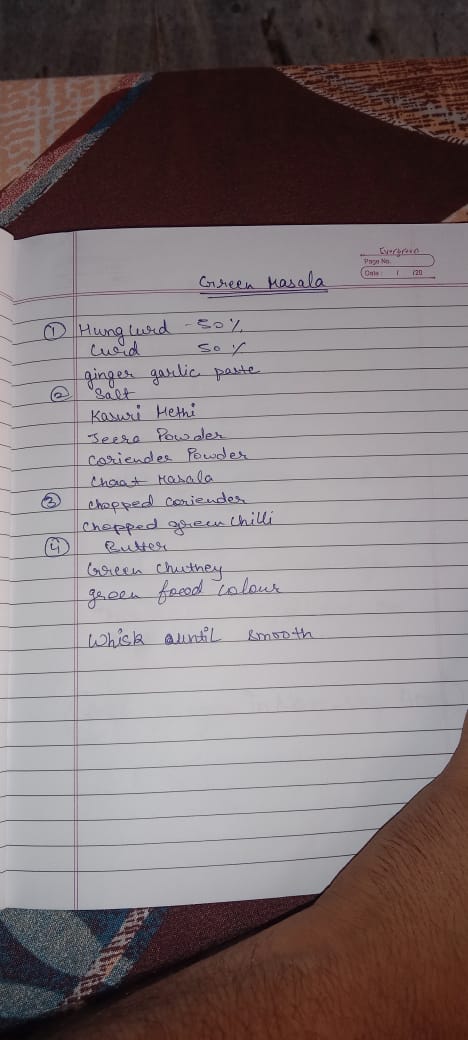 Evergreen
Page No.
Date : / /20
Green Masala
① Hung Curd - 50%
Curd 50%
ginger garlic paste
② Salt
Kasuri Methi
Jeera Powder
Coriender Powder
Chaat Masala
③ Chopped Coriender
Chopped green chilli
④ Butter
Green Chutney
green foood colour
Whisk auntil smooth